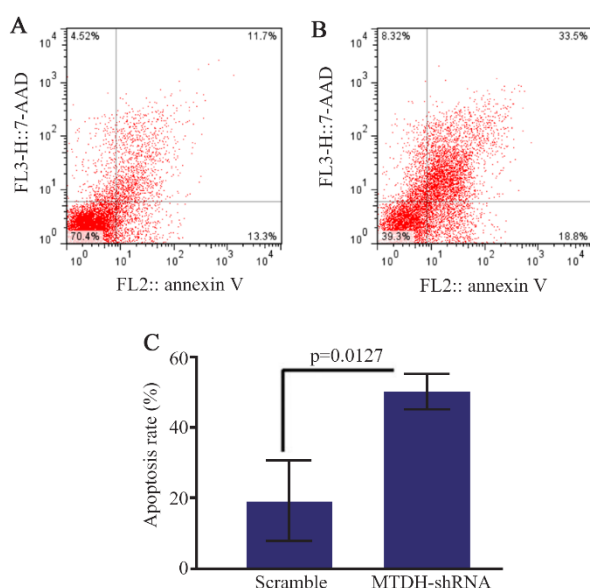 A
4.52%
11.7%
10^4
10^3
10^2
10^1
10^0
FL3-H::7-AAD
70.4%
13.3%
10^0 10^1 10^2 10^3 10^4
FL2:: annexin V
B
8.32%
33.5%
10^4
10^3
10^2
10^1
10^0
FL3-H::7-AAD
39.3%
18.8%
10^0 10^1 10^2 10^3 10^4
FL2:: annexin V
C
p=0.0127
60
40
20
0
Apoptosis rate (%)
Scramble MTDH-shRNA